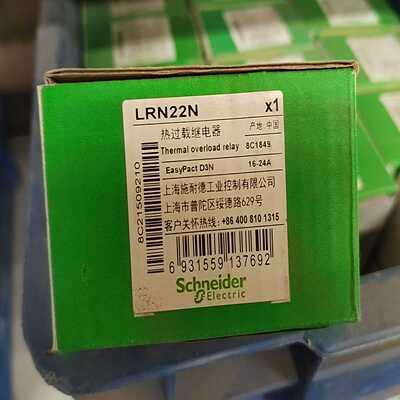 LRN22N x1
热过载继电器 产地:中国
Thermal overload relay 8C1649
EasyPact D3N 16-24A
上海施耐德工业控制有限公司
上海市普陀区绥德路629号
客户关怀热线:+86 400 810 1315
6 931559 137692
Schneider
Electric
8C21509210